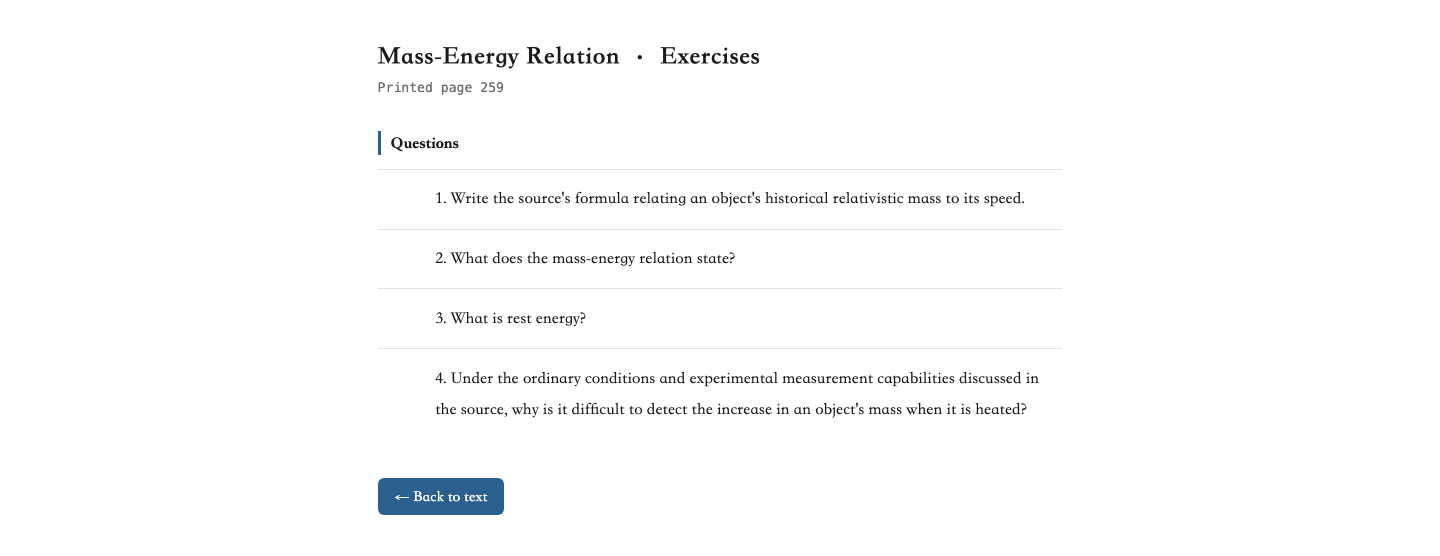 Mass-Energy Relation · Exercises
Printed page 259
Questions
1. Write the source's formula relating an object's historical relativistic mass to its speed.
2. What does the mass-energy relation state?
3. What is rest energy?
4. Under the ordinary conditions and experimental measurement capabilities discussed in
the source, why is it difficult to detect the increase in an object's mass when it is heated?
← Back to text